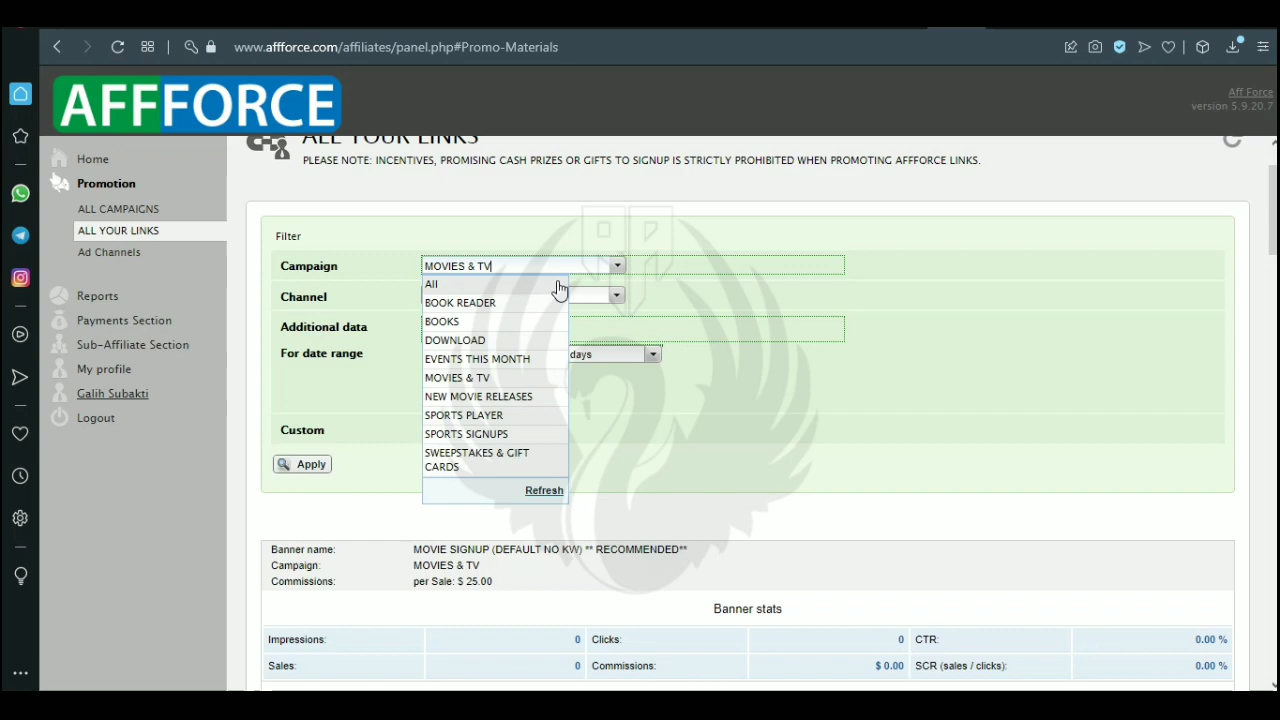 www.affforce.com/affiliates/panel.php#Promo-Materials
AFFFORCE
Aff Force
version 5.9.20.7
ALL YOUR LINKS
PLEASE NOTE: INCENTIVES, PROMISING CASH PRIZES OR GIFTS TO SIGNUP IS STRICTLY PROHIBITED WHEN PROMOTING AFFFORCE LINKS.
Home
Promotion
ALL CAMPAIGNS
ALL YOUR LINKS
Ad Channels
Reports
Payments Section
Sub-Affiliate Section
My profile
Galih Subakti
Logout
Filter
Campaign MOVIES & TV
All
BOOK READER
BOOKS
DOWNLOAD
EVENTS THIS MONTH
MOVIES & TV
NEW MOVIE RELEASES
SPORTS PLAYER
SPORTS SIGNUPS
SWEEPSTAKES & GIFT
CARDS
Refresh
Channel
Additional data
For date range days
Custom
Apply
Banner name: MOVIE SIGNUP (DEFAULT NO KW) ** RECOMMENDED**
Campaign: MOVIES & TV
Commissions: per Sale: $ 25.00
Banner stats
Impressions: 0 Clicks: 0 CTR: 0.00 %
Sales: 0 Commissions: $ 0.00 SCR (sales / clicks): 0.00 %